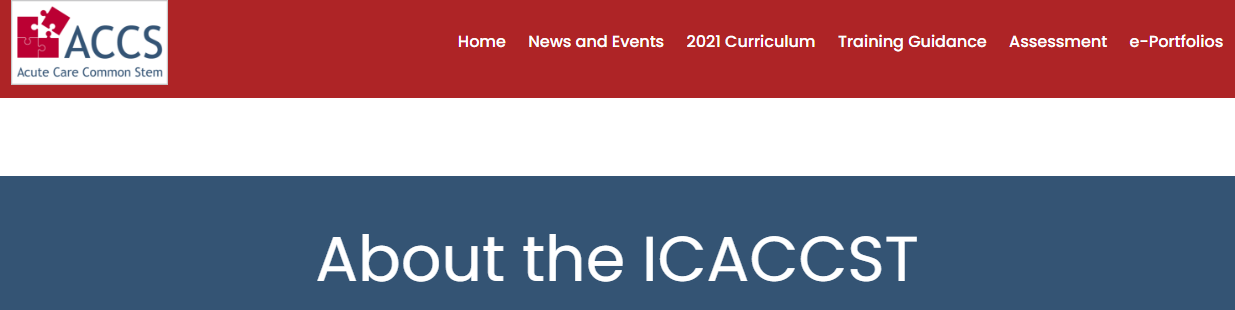 ACCS
Acute Care Common Stem
Home News and Events 2021 Curriculum Training Guidance Assessment e-Portfolios
About the ICACCST